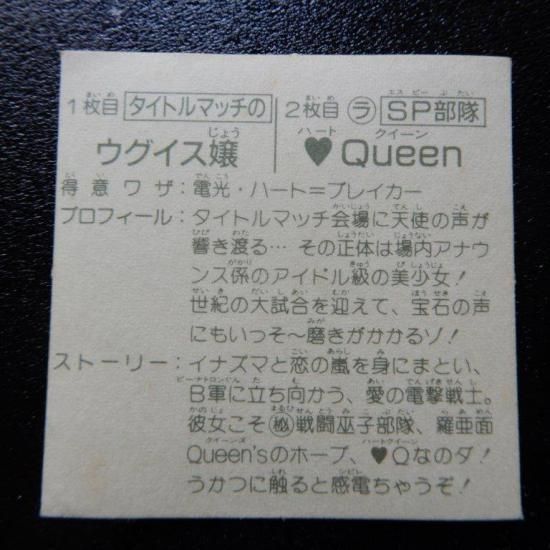 1枚目 タイトルマッチの 2枚目 ラ SP部隊
ウグイス嬢 ♥Queen
得意ワザ：電光・ハート＝ブレイカー
プロフィール：タイトルマッチ会場に天使の声が
響き渡る… その正体は場内アナウ
ンス係のアイドル級の美少女！
世紀の大試合を迎えて、宝石の声
にもいっそ～磨きがかかるゾ！
ストーリー：イナズマと恋の嵐を身にまとい、
B軍に立ち向かう、愛の電撃戦士。
彼女こそ㊙戦闘巫子部隊、羅亜面
Queen'sのホープ、♥Qなのダ！
うかつに触ると感電ちゃうぞ！